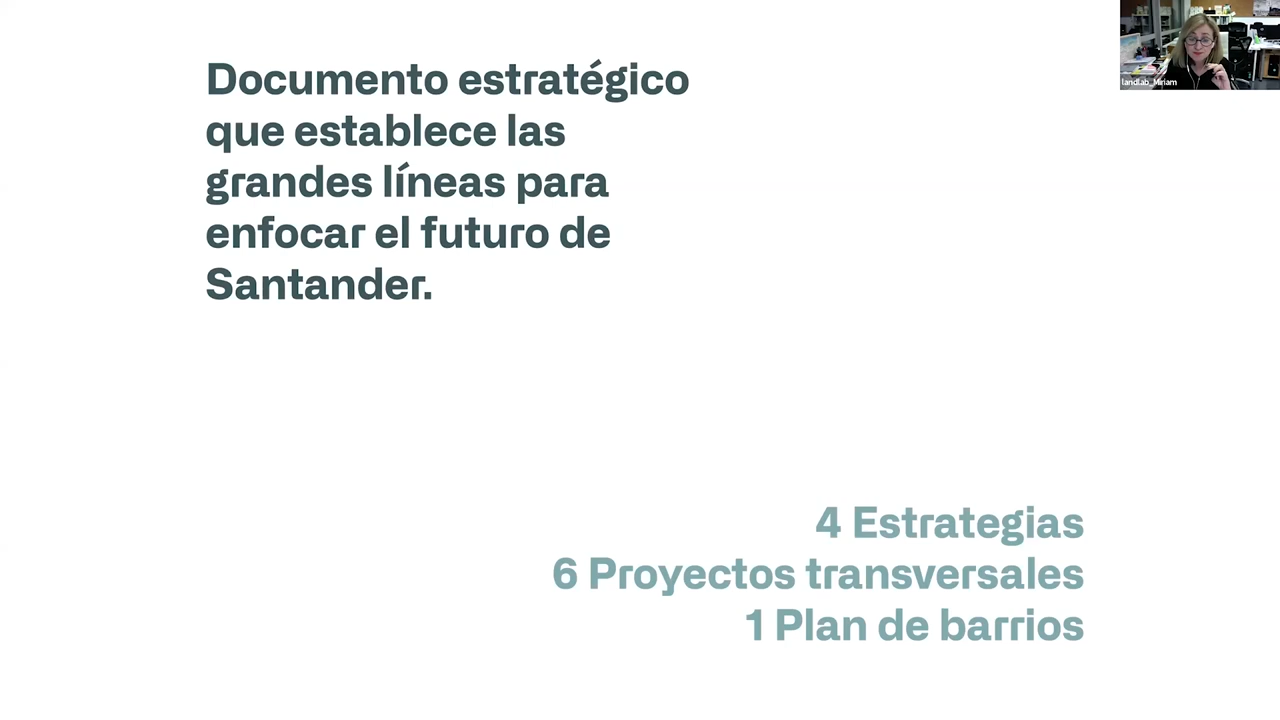 Documento estratégico
que establece las
grandes líneas para
enfocar el futuro de
Santander.
4 Estrategias
6 Proyectos transversales
1 Plan de barrios
landlab_Miriam